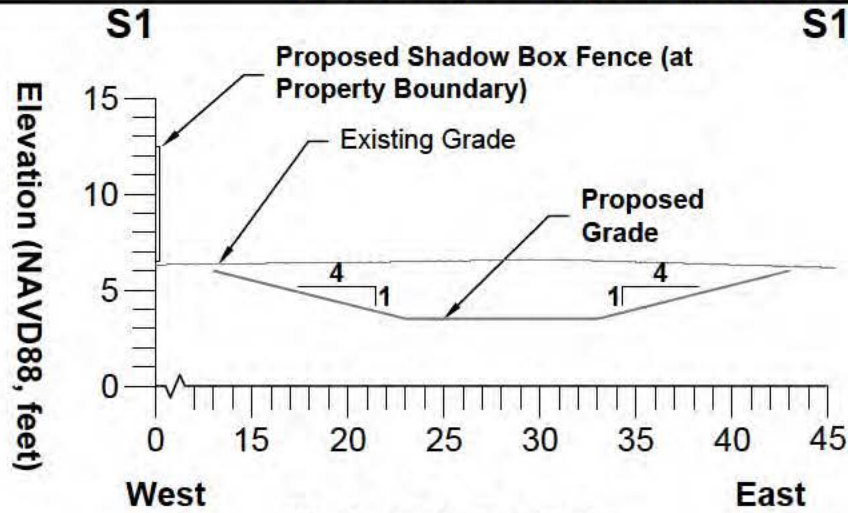 S1 S1
Proposed Shadow Box Fence (at
Property Boundary)
Existing Grade
Proposed
Grade
Elevation (NAVD88, feet)
15
10
5
0
4
1
4
1
0 15 20 25 30 35 40 45
West East